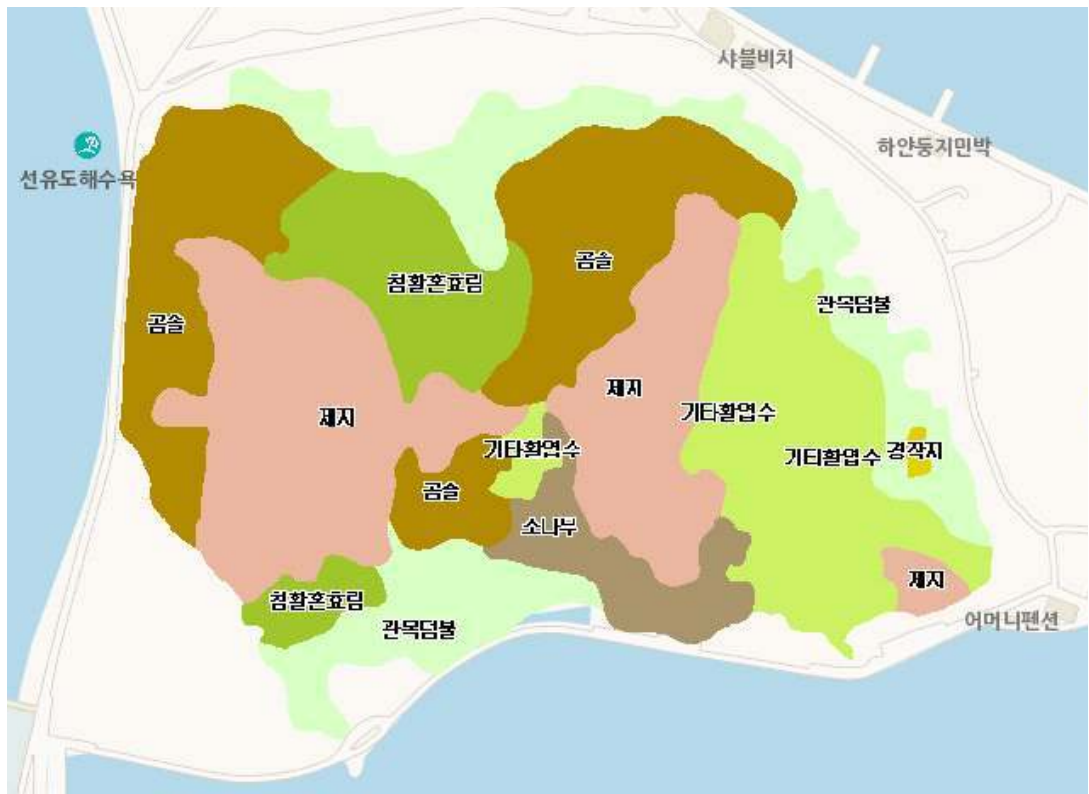 샤블비치
하얀둥지민박
선유도해수욕
침활혼효림
곰솔
관목덤불
곰솔
제지
기타활엽수
제지
기타활엽수
기타활엽수
경작지
곰솔
소나무
제지
침활혼효림
어머니펜션
관목덤불